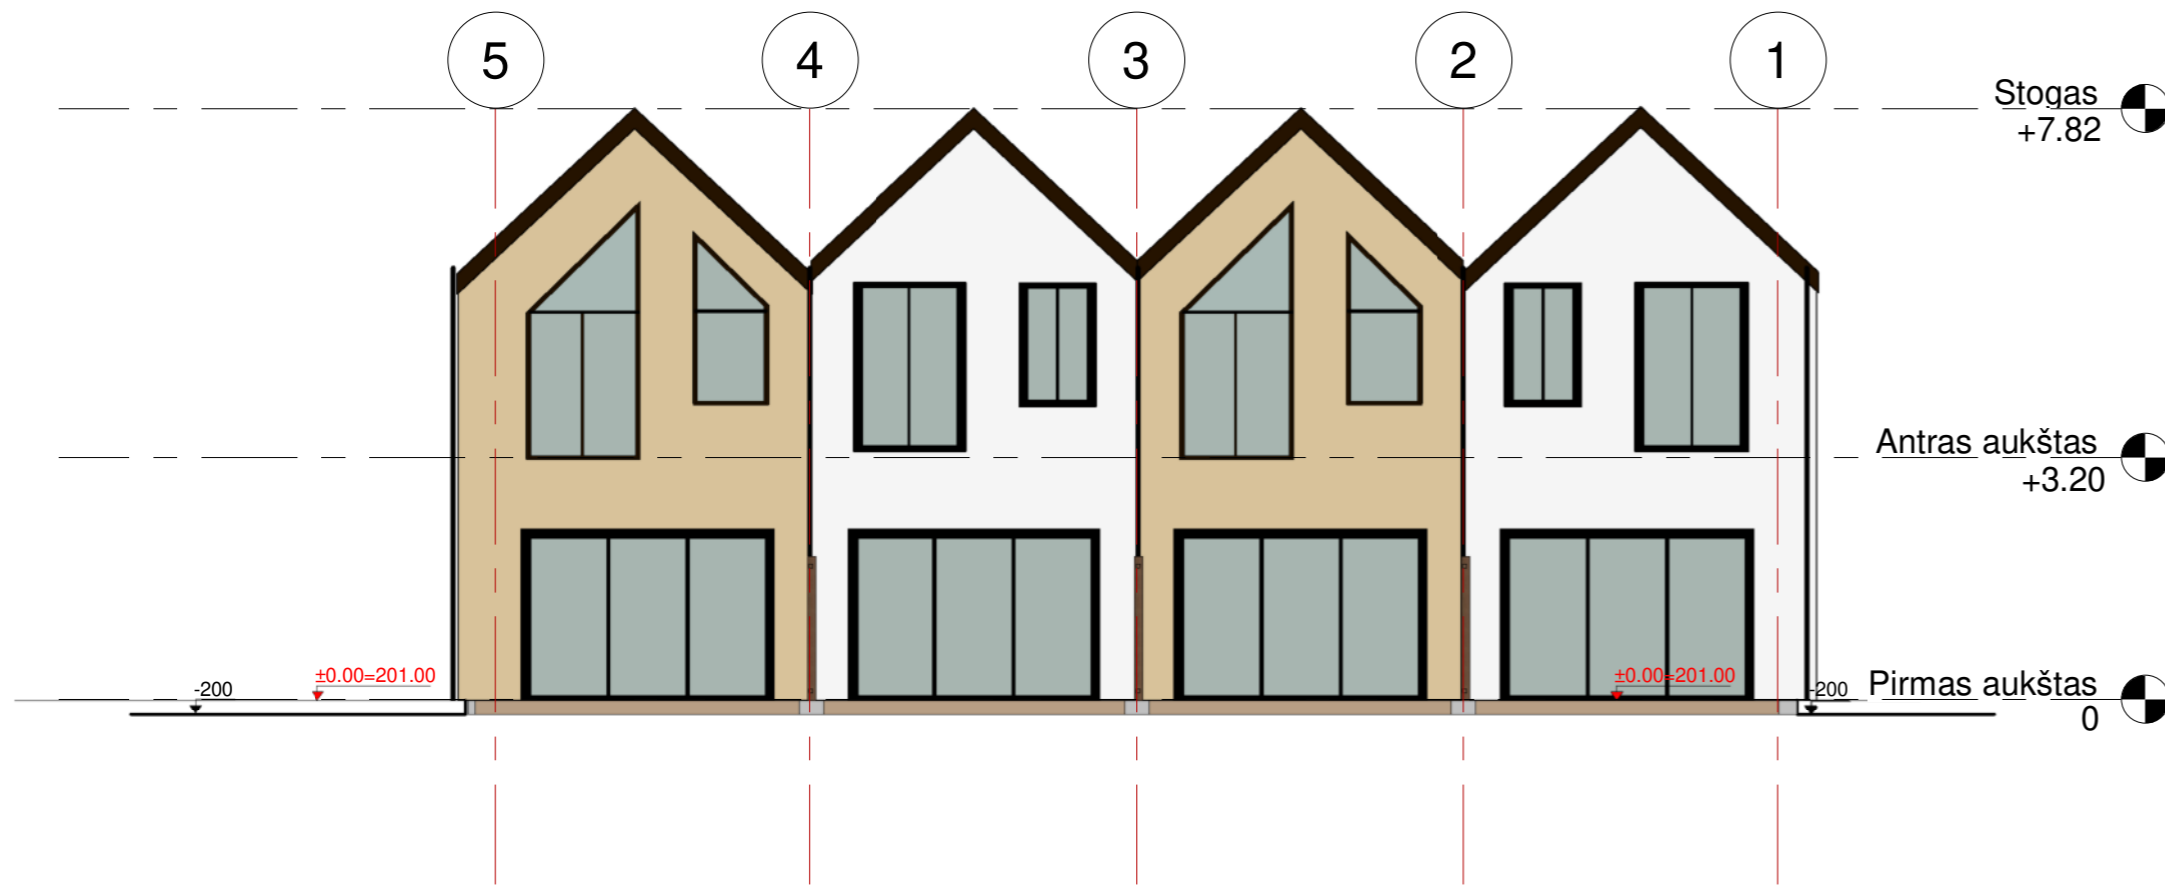 5 4 3 2 1
Stogas
+7.82
Antras aukštas
+3.20
±0.00=201.00 ±0.00=201.00
-200 -200
Pirmas aukštas
0